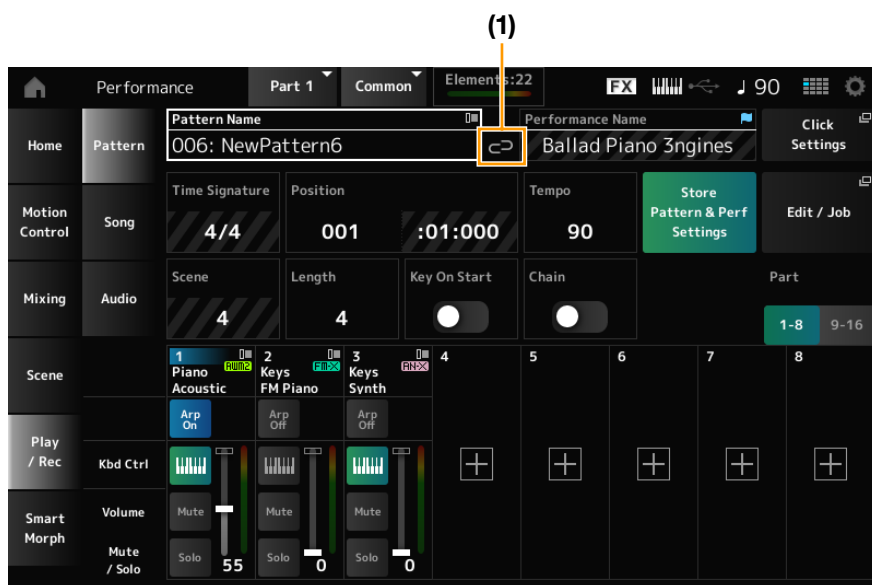 (1)
Performance
Part 1
Common
Elements:22
FX
90
Home
Pattern
Pattern Name
006: NewPattern6
Performance Name
Ballad Piano 3ngines
Click
Settings
Motion
Control
Song
Time Signature
4/4
Position
001
:01:000
Tempo
90
Store
Pattern & Perf
Settings
Edit / Job
Mixing
Audio
Scene
4
Length
4
Key On Start
Chain
Part
1-8
9-16
Scene
1
Piano
Acoustic
AWM2
2
Keys
FM Piano
FM-X
3
Keys
Synth
AN-X
4
5
6
7
8
Arp
On
Arp
Off
Arp
Off
Play
/ Rec
Kbd Ctrl
Smart
Morph
Volume
Mute
Mute
Mute
Mute
/ Solo
Solo
55
Solo
0
Solo
0